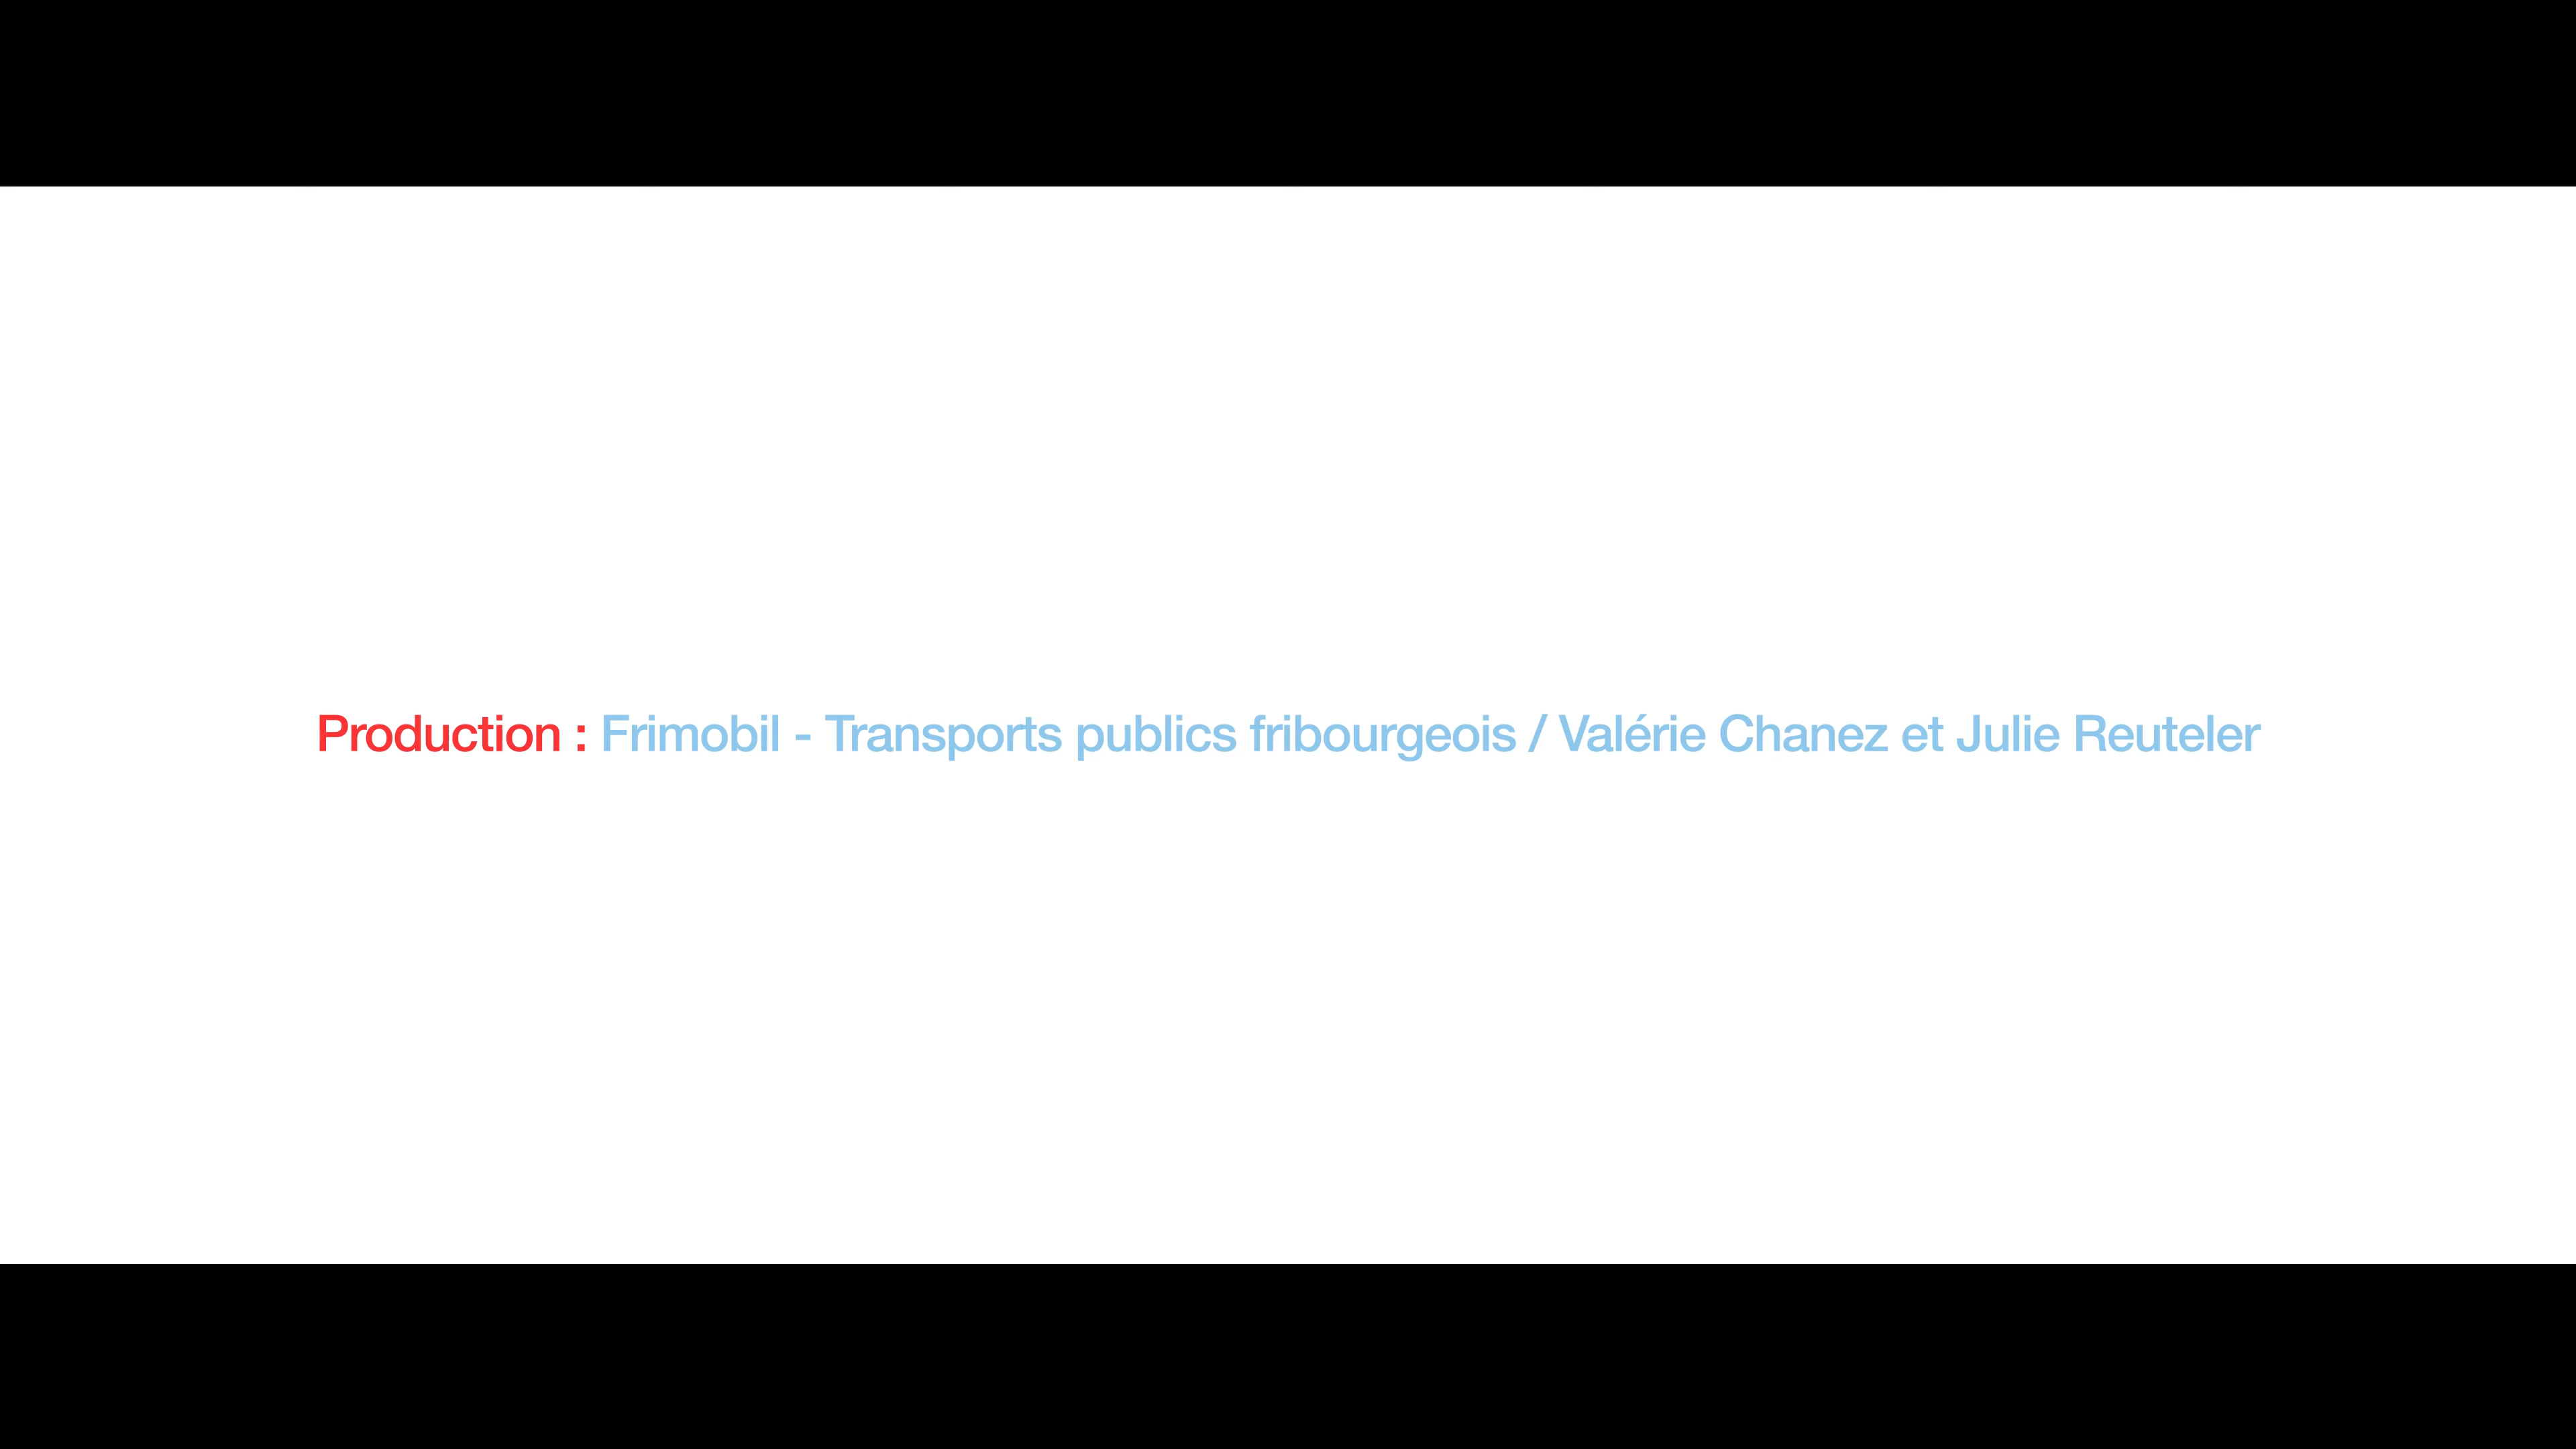 Production : Frimobil - Transports publics fribourgeois / Valérie Chanez et Julie Reuteler